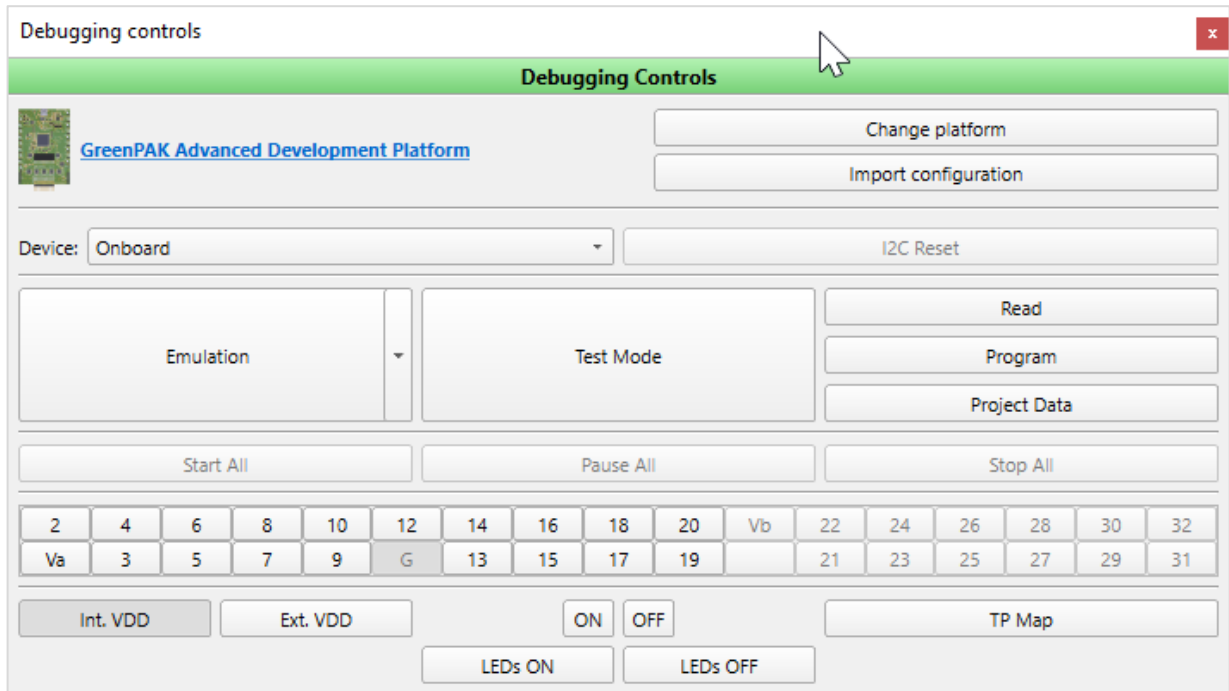 Debugging controls
x
Debugging Controls
GreenPAK Advanced Development Platform
Change platform
Import configuration
Device: Onboard I2C Reset
Emulation Test Mode
Read
Program
Project Data
Start All Pause All Stop All
2 4 6 8 10 12 14 16 18 20 Vb 22 24 26 28 30 32
Va 3 5 7 9 G 13 15 17 19 21 23 25 27 29 31
Int. VDD Ext. VDD ON OFF TP Map
LEDs ON LEDs OFF